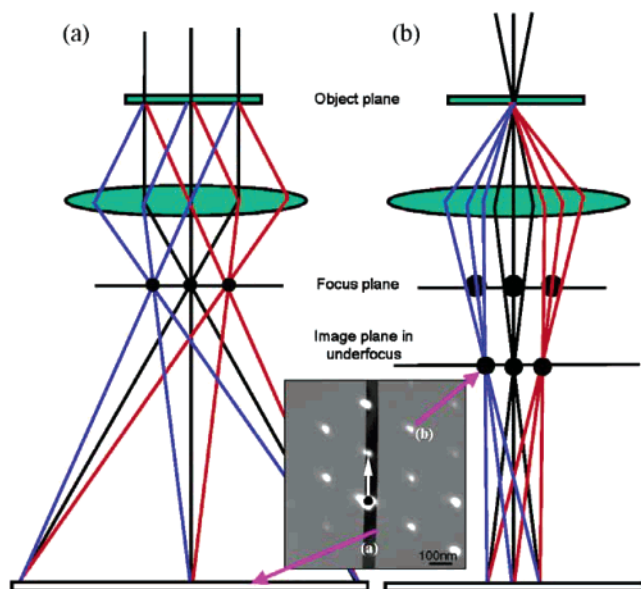 (a)
(b)
Object plane
Focus plane
Image plane in
underfocus
(b)
(a)
100nm